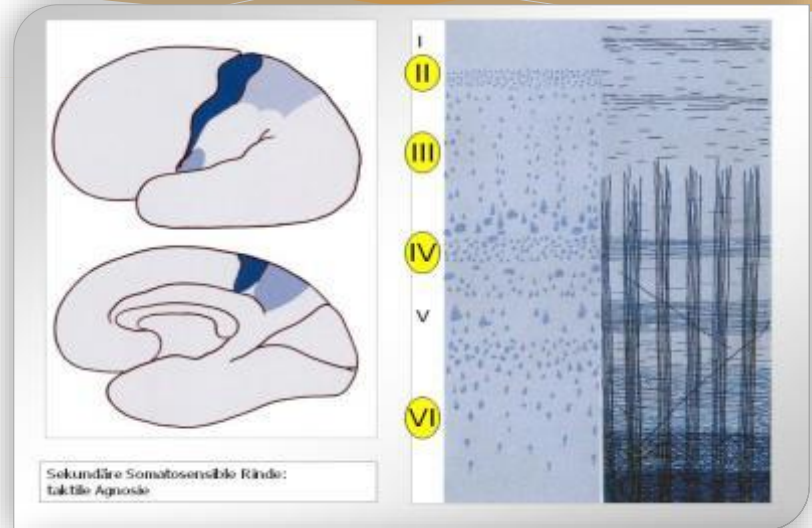 I
II
III
IV
V
VI
Sekundäre Somatosensible Rinde:
taktile Agnosie